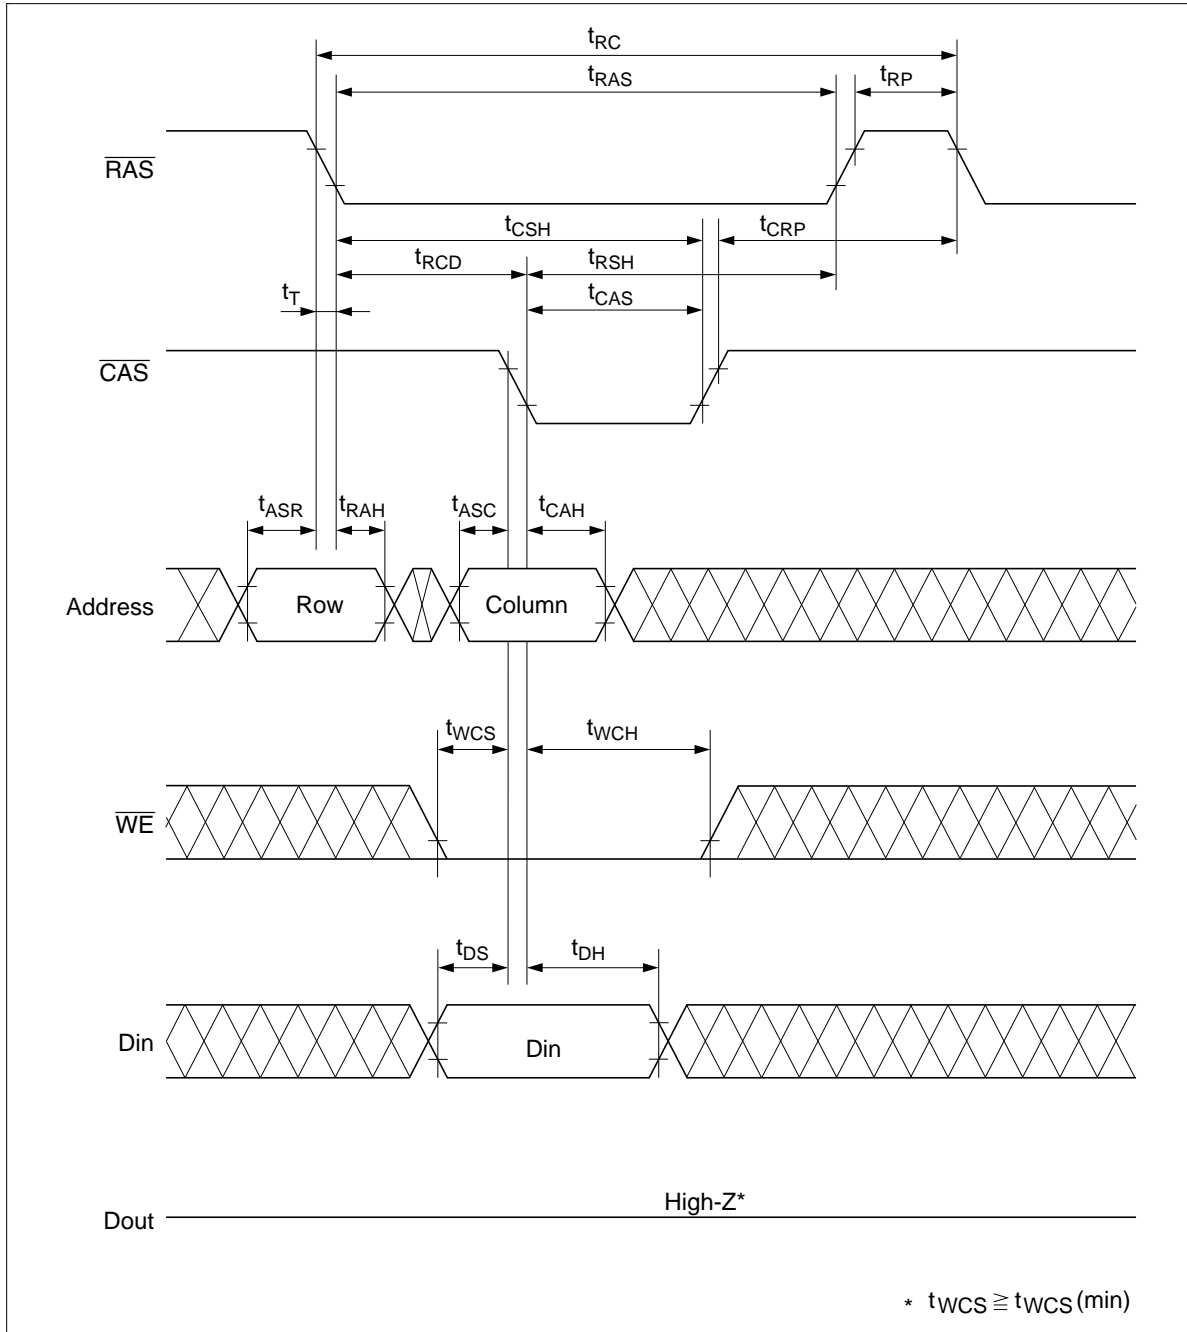 tRC
tRAS
tRP
RAS
tCSH
tCRP
tRCD
tRSH
tT
tCAS
CAS
tASR
tRAH
tASC
tCAH
Address
Row
Column
tWCS
tWCH
WE
tDS
tDH
Din
Din
High-Z*
Dout
* tWCS ≧ tWCS(min)